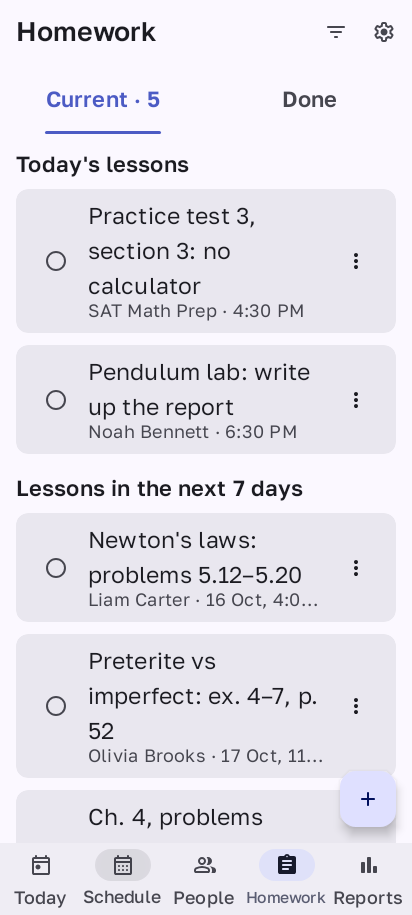 Homework
Current · 5
Done
Today's lessons
Practice test 3,
section 3: no
calculator
SAT Math Prep · 4:30 PM
Pendulum lab: write
up the report
Noah Bennett · 6:30 PM
Lessons in the next 7 days
Newton's laws:
problems 5.12–5.20
Liam Carter · 16 Oct, 4:0…
Preterite vs
imperfect: ex. 4–7, p.
52
Olivia Brooks · 17 Oct, 11…
Ch. 4, problems
Today
Schedule
People
Homework
Reports